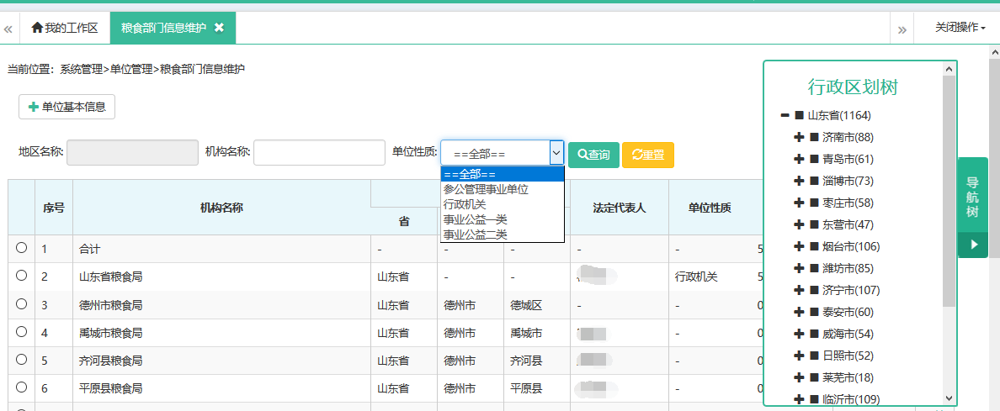 « 我的工作区 粮食部门信息维护 ✖ » 关闭操作
当前位置：系统管理>单位管理>粮食部门信息维护
单位基本信息
地区名称: 机构名称: 单位性质: ==全部== 查询 重置
==全部==
参公管理事业单位
行政机关
事业公益一类
事业公益二类
序号 机构名称 省 法定代表人 单位性质
1 合计 - - - - - 5
2 山东省粮食局 山东省 - - 行政机关 5
3 德州市粮食局 山东省 德州市 德城区 - - 0
4 禹城市粮食局 山东省 德州市 禹城市 - 0
5 齐河县粮食局 山东省 德州市 齐河县 - 0
6 平原县粮食局 山东省 德州市 平原县 - 0
行政区划树
山东省(1164)
济南市(88)
青岛市(61)
淄博市(73)
枣庄市(58)
东营市(47)
烟台市(106)
潍坊市(85)
济宁市(107)
泰安市(60)
威海市(54)
日照市(52)
莱芜市(18)
临沂市(109)
导航树